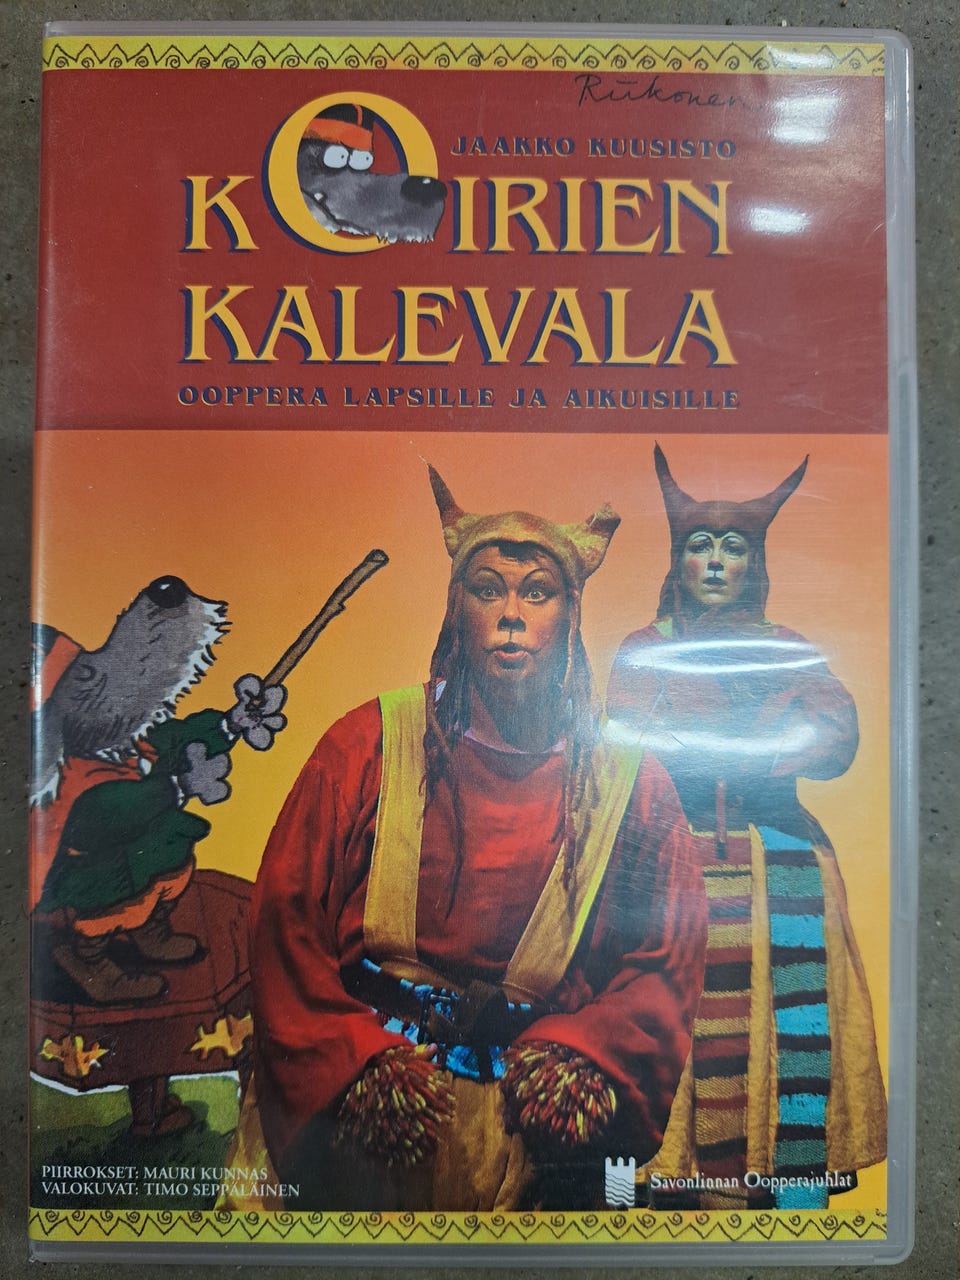 Riikonen
JAAKKO KUUSISTO
KOIRIEN
KALEVALA
OOPPERA LAPSILLE JA AIKUISILLE
PIIRROKSET: MAURI KUNNAS
VALOKUVAT: TIMO SEPPÄLÄINEN
Savonlinnan Oopperajuhlat